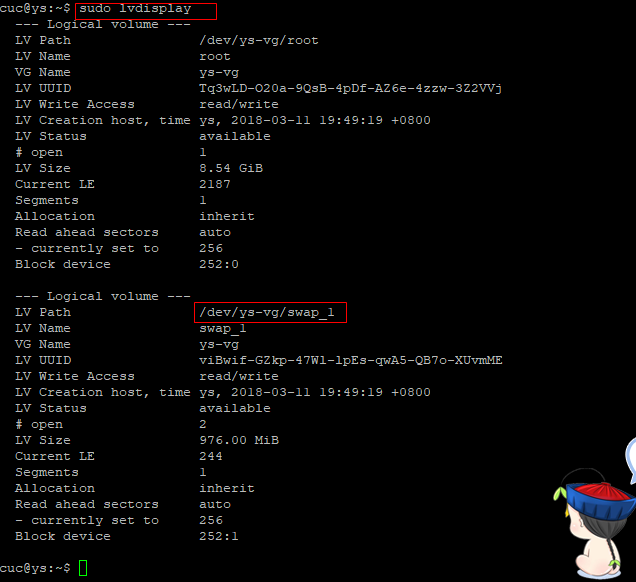 cuc@ys:~$ sudo lvdisplay
--- Logical volume ---
LV Path /dev/ys-vg/root
LV Name root
VG Name ys-vg
LV UUID Tq3wLD-O20a-9QsB-4pDf-AZ6e-4zzw-3Z2VVj
LV Write Access read/write
LV Creation host, time ys, 2018-03-11 19:49:19 +0800
LV Status available
# open 1
LV Size 8.54 GiB
Current LE 2187
Segments 1
Allocation inherit
Read ahead sectors auto
- currently set to 256
Block device 252:0
--- Logical volume ---
LV Path /dev/ys-vg/swap_1
LV Name swap_1
VG Name ys-vg
LV UUID viBwif-GZkp-47Wl-lpEs-qwA5-QB7o-XUvmME
LV Write Access read/write
LV Creation host, time ys, 2018-03-11 19:49:19 +0800
LV Status available
# open 2
LV Size 976.00 MiB
Current LE 244
Segments 1
Allocation inherit
Read ahead sectors auto
- currently set to 256
Block device 252:1
cuc@ys:~$